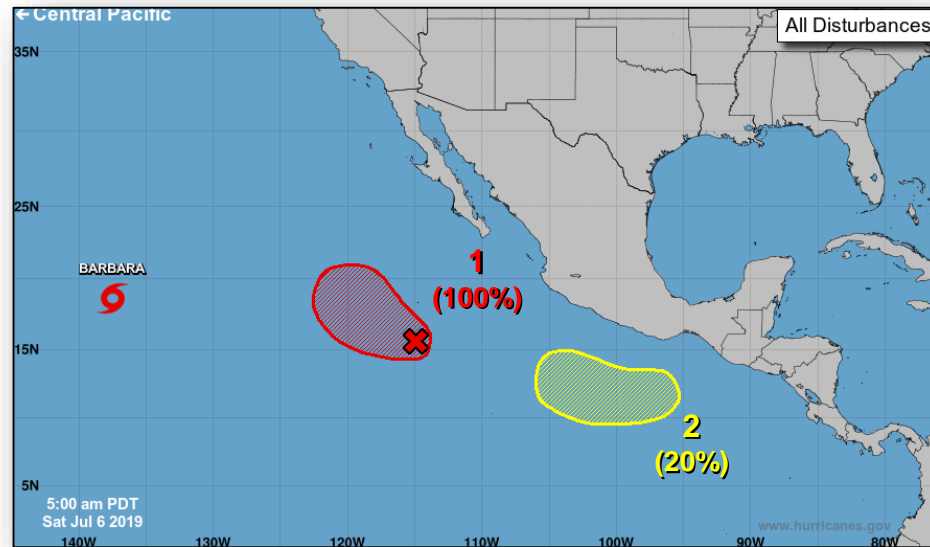 ←Central Pacific
All Disturbances
35N
25N
BARBARA
1
(100%)
15N
2
(20%)
5N
5:00 am PDT
Sat Jul 6 2019
www.hurricanes.gov
140W
130W
120W
110W
100W
90W
80W